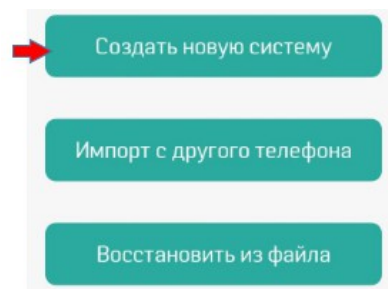 Создать новую систему
Импорт с другого телефона
Восстановить из файла